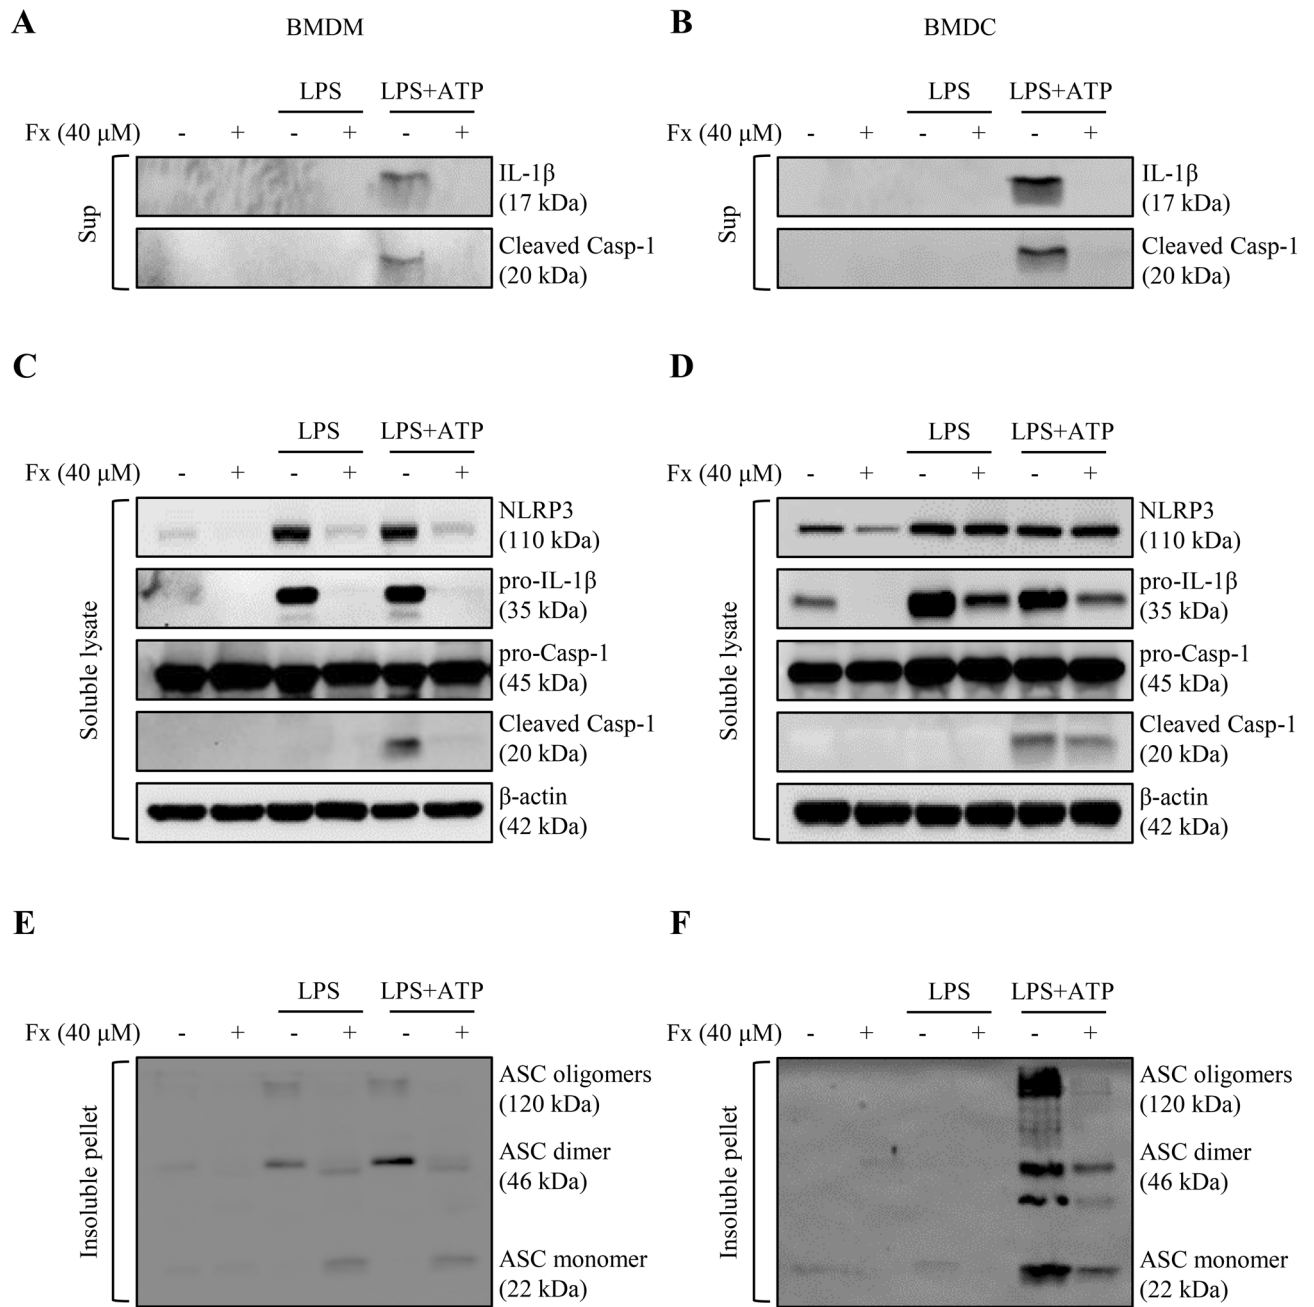 A
BMDM
LPS
LPS+ATP
Fx (40 μM)
-
+
-
+
-
+
Sup
IL-1β
(17 kDa)
Cleaved Casp-1
(20 kDa)
B
BMDC
LPS
LPS+ATP
Fx (40 μM)
-
+
-
+
-
+
Sup
IL-1β
(17 kDa)
Cleaved Casp-1
(20 kDa)
C
LPS
LPS+ATP
Fx (40 μM)
-
+
-
+
-
+
Soluble lysate
NLRP3
(110 kDa)
pro-IL-1β
(35 kDa)
pro-Casp-1
(45 kDa)
Cleaved Casp-1
(20 kDa)
β-actin
(42 kDa)
D
LPS
LPS+ATP
Fx (40 μM)
-
+
-
+
-
+
Soluble lysate
NLRP3
(110 kDa)
pro-IL-1β
(35 kDa)
pro-Casp-1
(45 kDa)
Cleaved Casp-1
(20 kDa)
β-actin
(42 kDa)
E
LPS
LPS+ATP
Fx (40 μM)
-
+
-
+
-
+
Insoluble pellet
ASC oligomers
(120 kDa)
ASC dimer
(46 kDa)
ASC monomer
(22 kDa)
F
LPS
LPS+ATP
Fx (40 μM)
-
+
-
+
-
+
Insoluble pellet
ASC oligomers
(120 kDa)
ASC dimer
(46 kDa)
ASC monomer
(22 kDa)